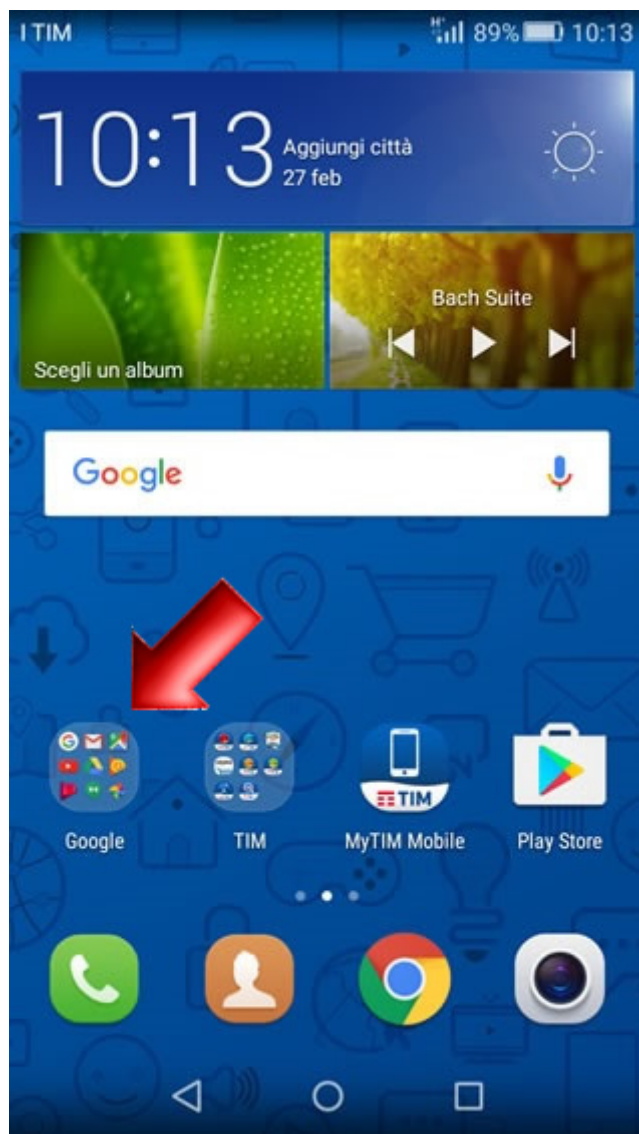 I TIM
H+ 89% 10:13
10:13
Aggiungi città
27 feb
Scegli un album
Bach Suite
Google
Google
TIM
TIM
MyTIM Mobile
Play Store